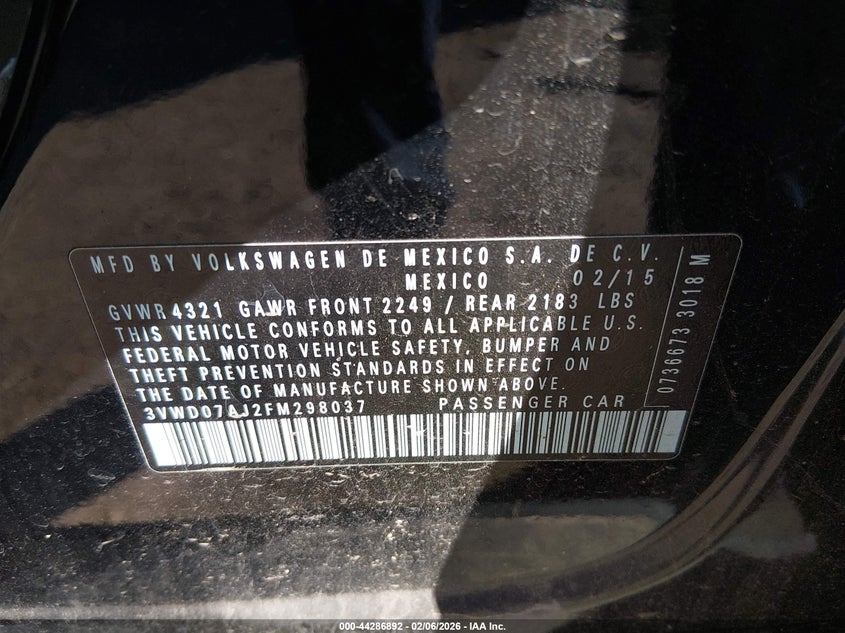 MFD BY VOLKSWAGEN DE MEXICO S.A. DE C.V.
MEXICO 02/15
GVWR 4321 GAWR FRONT 2249 / REAR 2183 LBS
THIS VEHICLE CONFORMS TO ALL APPLICABLE U.S.
FEDERAL MOTOR VEHICLE SAFETY, BUMPER AND
THEFT PREVENTION STANDARDS IN EFFECT ON
THE DATE OF MANUFACTURE SHOWN ABOVE.
3VWD07AJ2FM298037 PASSENGER CAR
0736673 3018 M
000-44286892 - 02/06/2026 - IAA Inc.